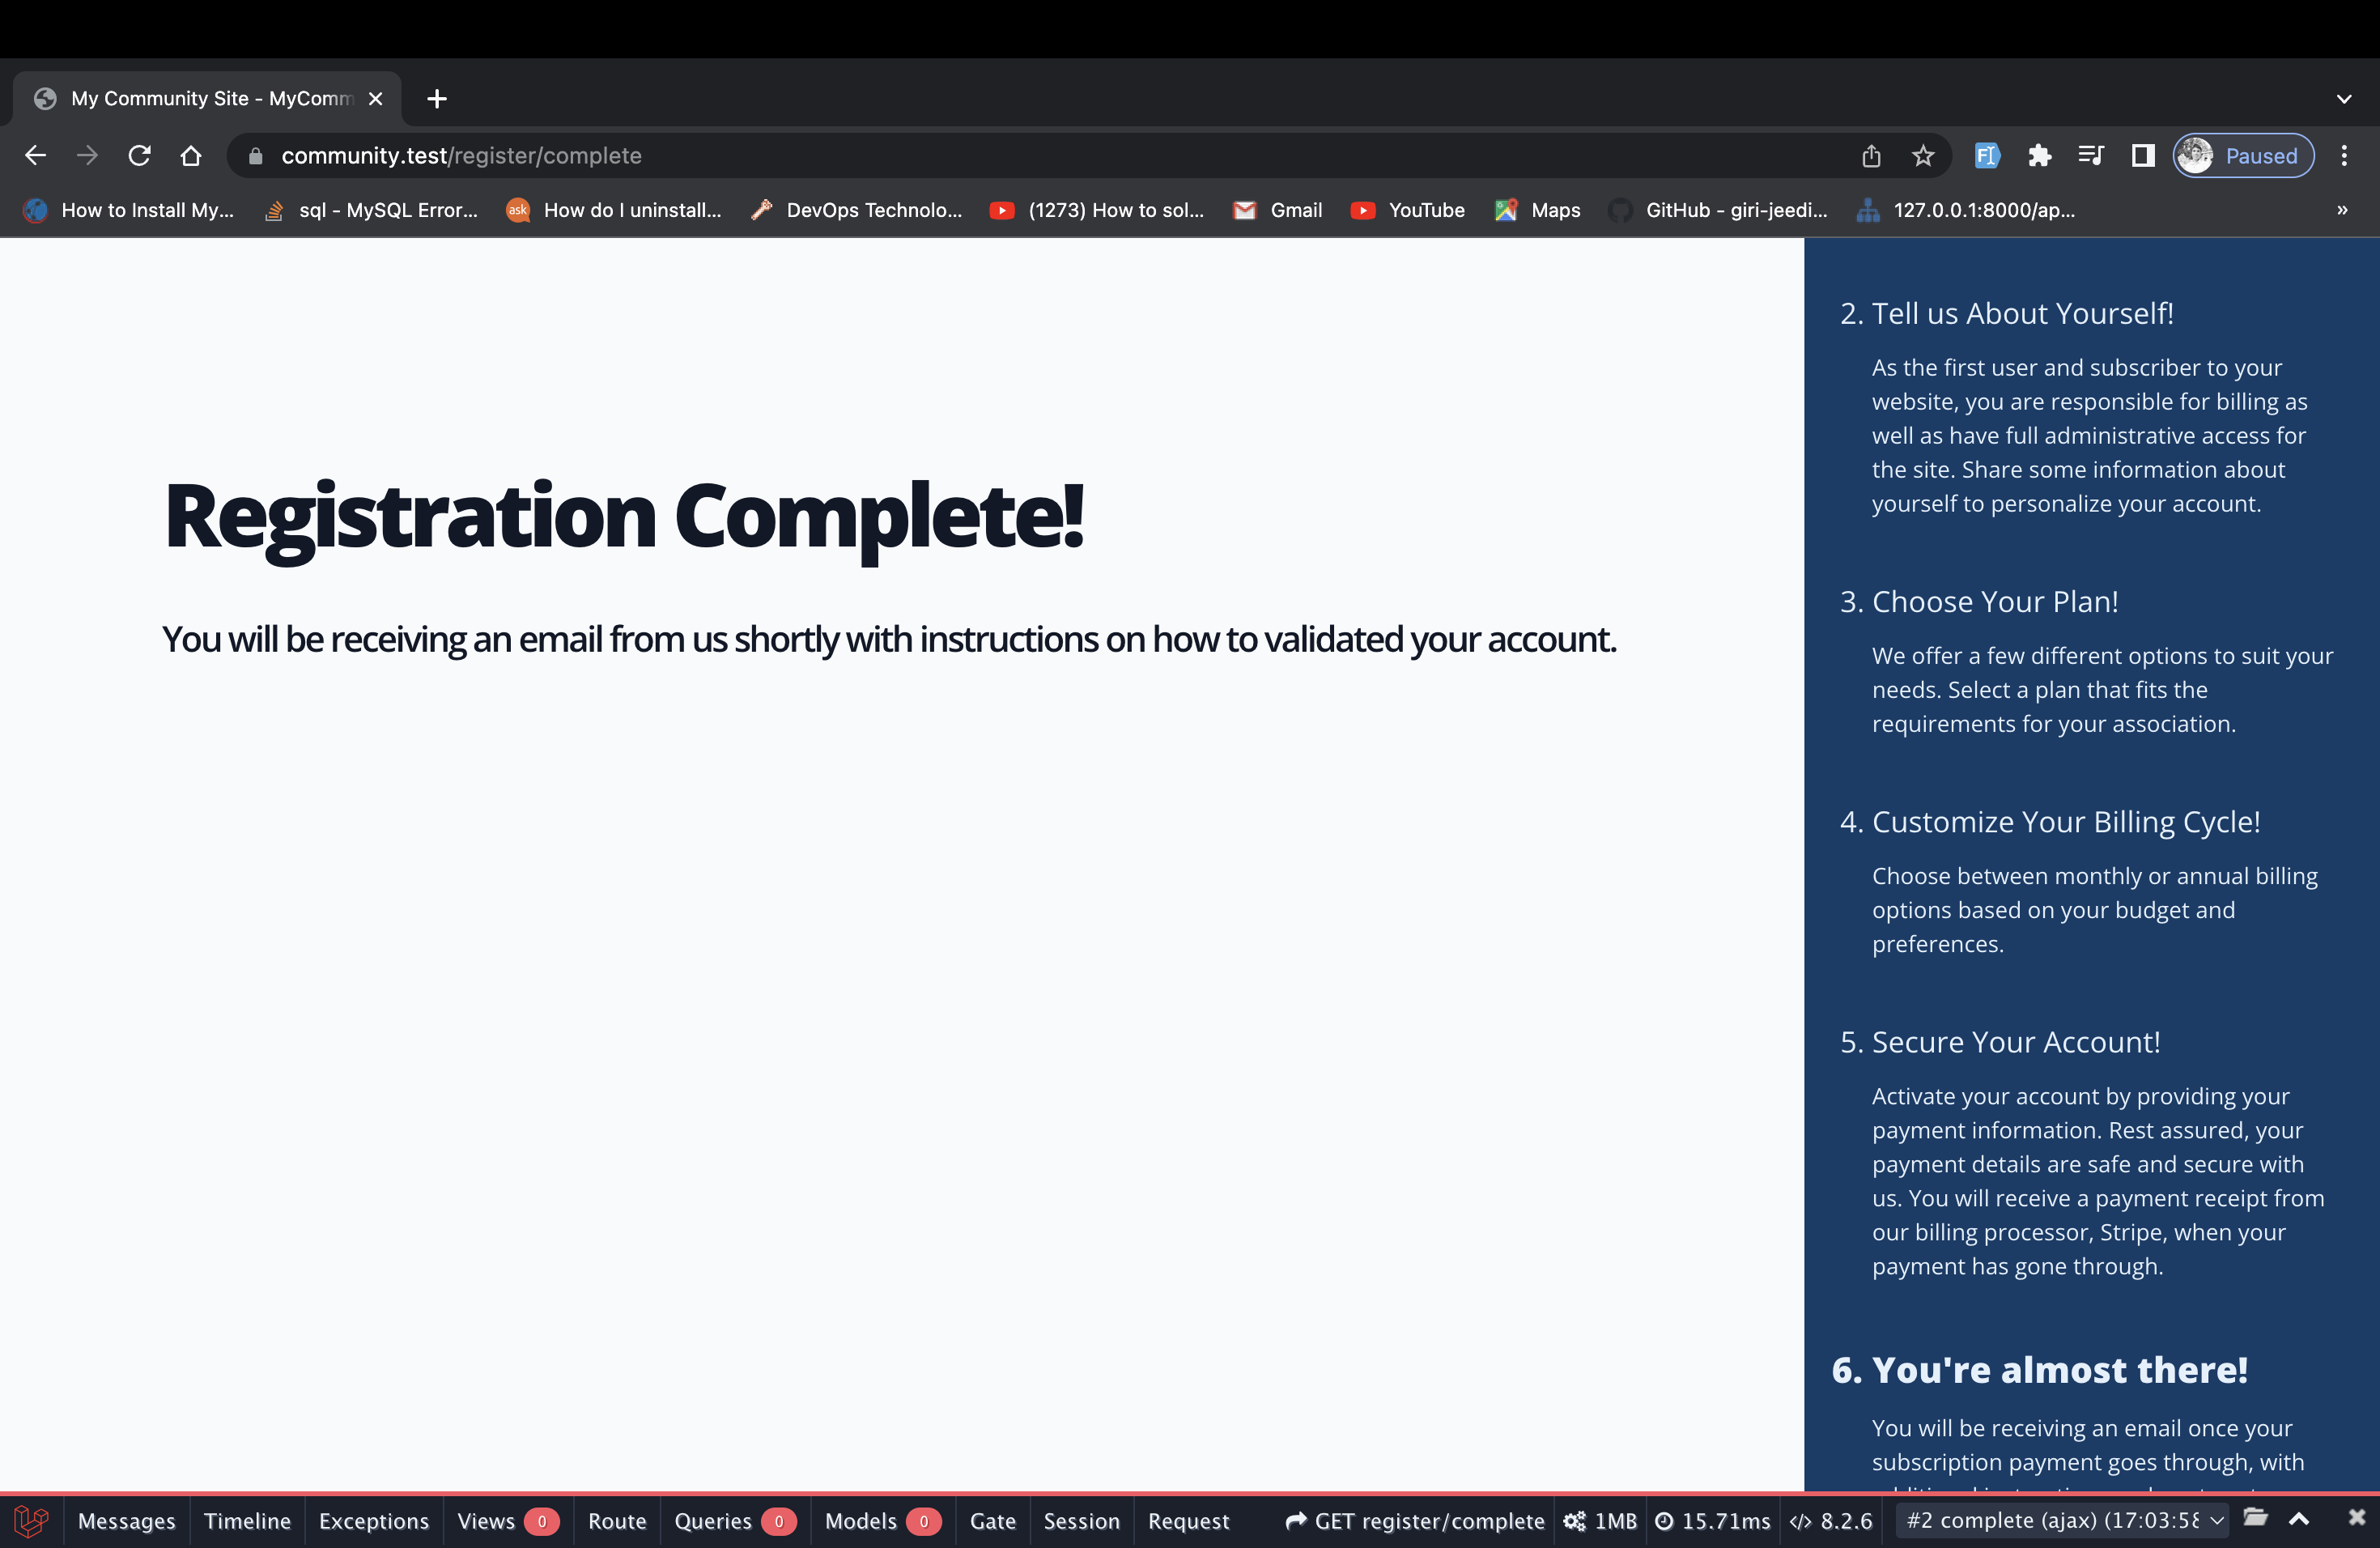 My Community Site - MyComm
community.test/register/complete
Paused
How to Install My...
sql - MySQL Error...
ask
How do I uninstall...
DevOps Technolo...
(1273) How to sol...
Gmail
YouTube
Maps
GitHub - giri-jeedi...
127.0.0.1:8000/ap...
»
Registration Complete!
You will be receiving an email from us shortly with instructions on how to validated your account.
2. Tell us About Yourself!
As the first user and subscriber to your
website, you are responsible for billing as
well as have full administrative access for
the site. Share some information about
yourself to personalize your account.
3. Choose Your Plan!
We offer a few different options to suit your
needs. Select a plan that fits the
requirements for your association.
4. Customize Your Billing Cycle!
Choose between monthly or annual billing
options based on your budget and
preferences.
5. Secure Your Account!
Activate your account by providing your
payment information. Rest assured, your
payment details are safe and secure with
us. You will receive a payment receipt from
our billing processor, Stripe, when your
payment has gone through.
6. You're almost there!
You will be receiving an email once your
subscription payment goes through, with
Messages Timeline Exceptions Views 0 Route Queries 0 Models 0 Gate Session Request GET register/complete 1MB 15.71ms </> 8.2.6 #2 complete (ajax) (17:03:58